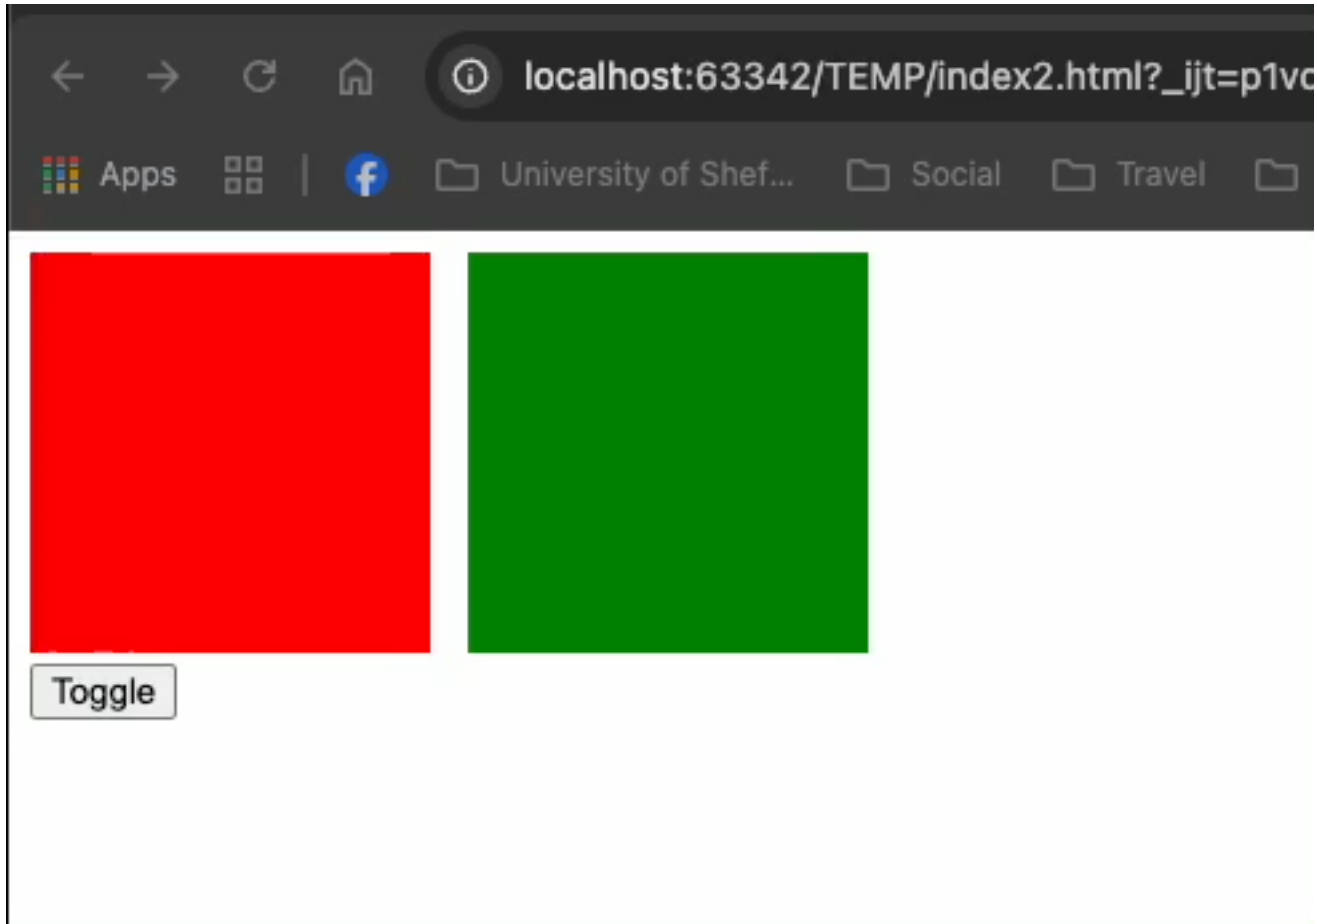 localhost:63342/TEMP/index2.html?_ijt=p1vc
Apps University of Shef... Social Travel
Toggle